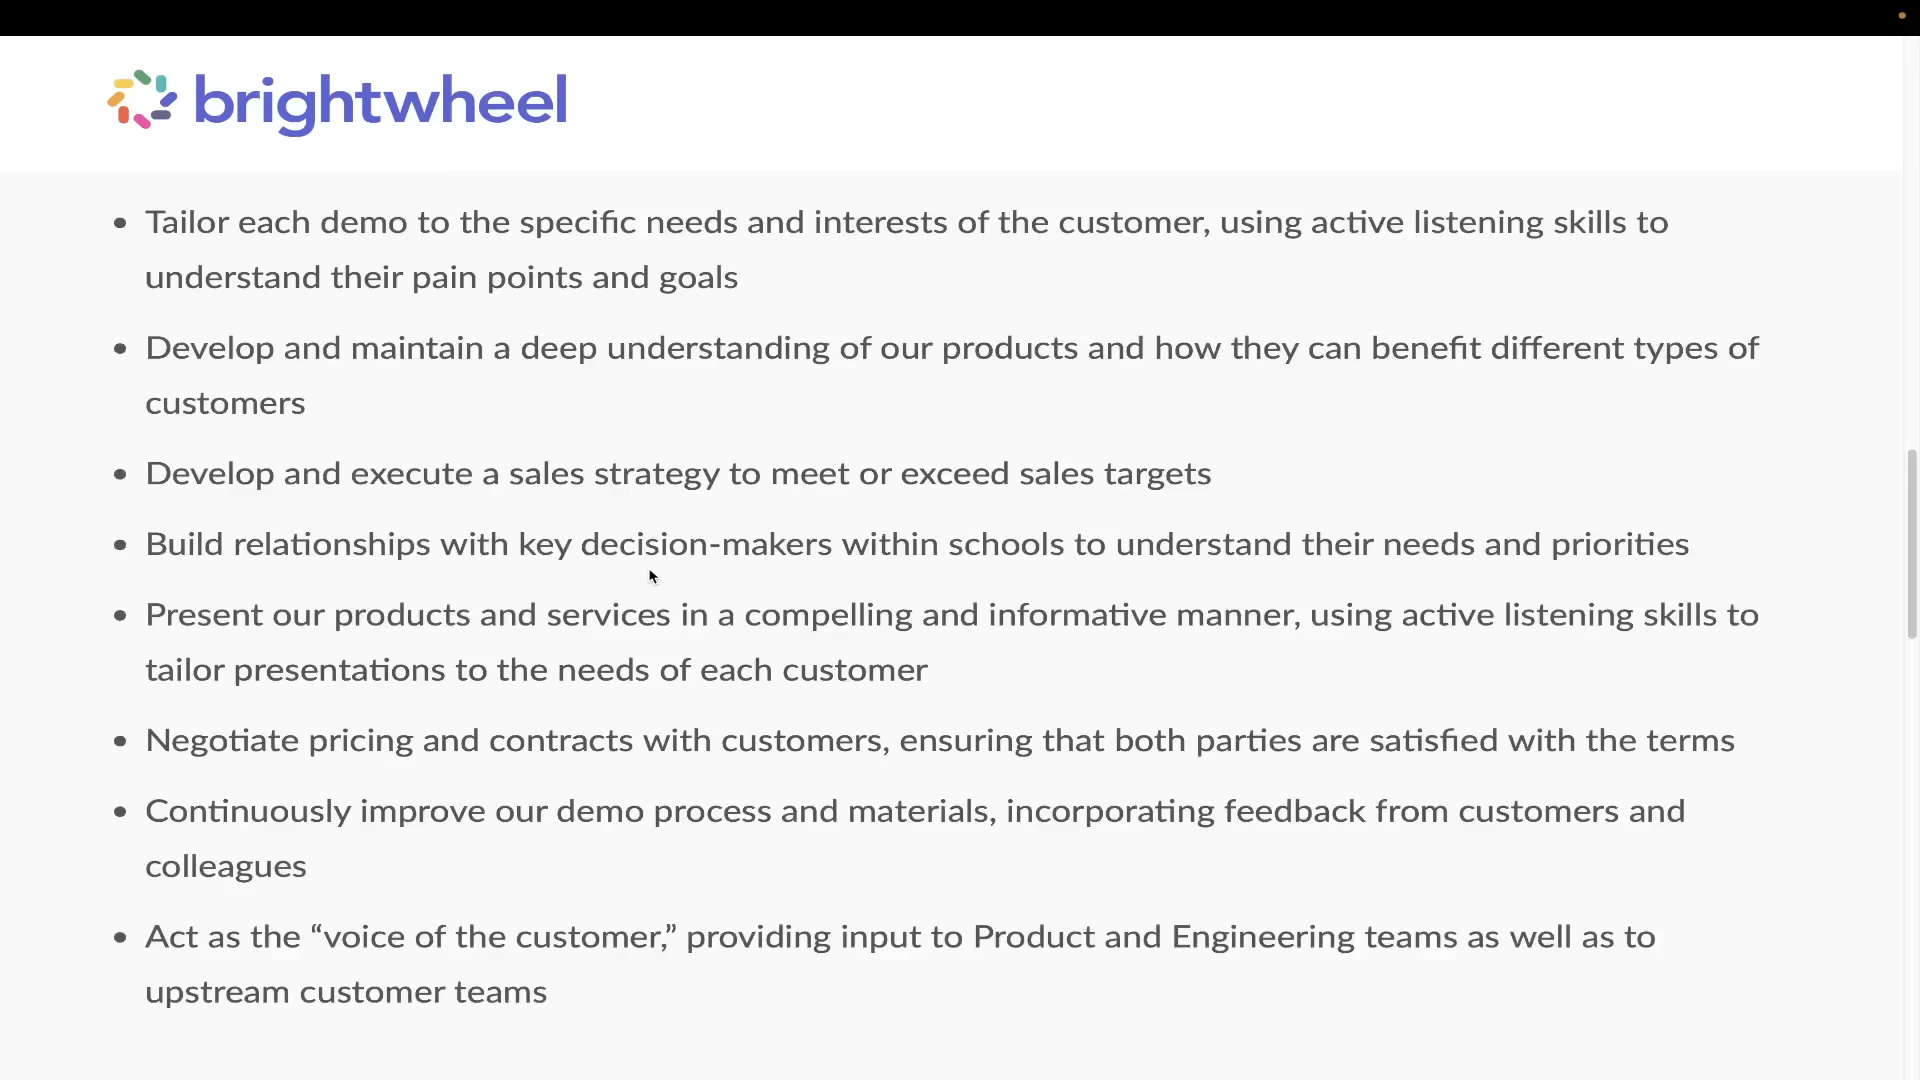 brightwheel
• Tailor each demo to the specific needs and interests of the customer, using active listening skills to
understand their pain points and goals
• Develop and maintain a deep understanding of our products and how they can benefit different types of
customers
• Develop and execute a sales strategy to meet or exceed sales targets
• Build relationships with key decision-makers within schools to understand their needs and priorities
• Present our products and services in a compelling and informative manner, using active listening skills to
tailor presentations to the needs of each customer
• Negotiate pricing and contracts with customers, ensuring that both parties are satisfied with the terms
• Continuously improve our demo process and materials, incorporating feedback from customers and
colleagues
• Act as the “voice of the customer,” providing input to Product and Engineering teams as well as to
upstream customer teams